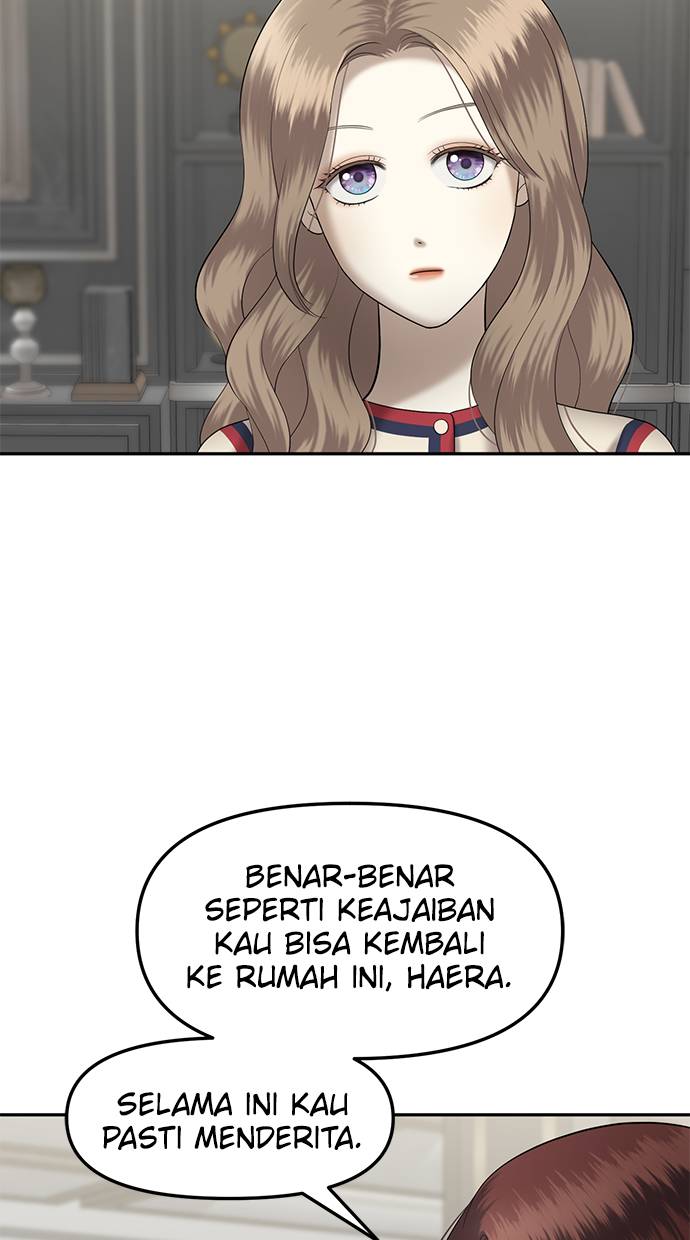 BENAR-BENAR
SEPERTI KEAJAIBAN
KAU BISA KEMBALI
KE RUMAH INI, HAERA.
SELAMA INI KAU
PASTI MENDERITA.